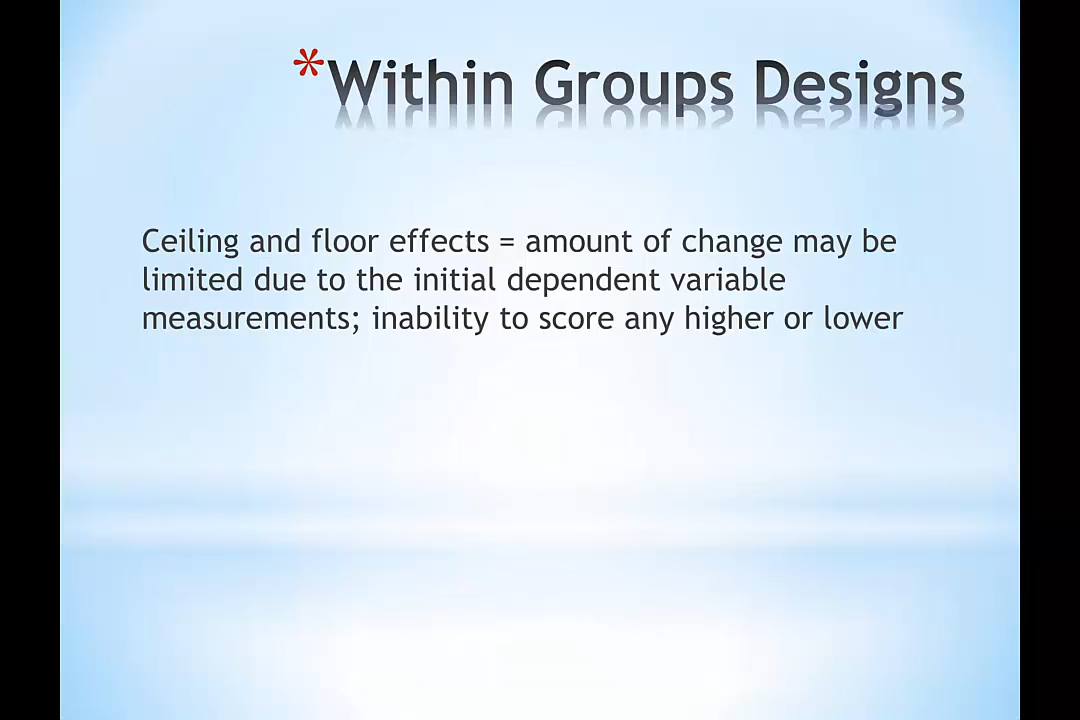 *Within Groups Designs
Ceiling and floor effects = amount of change may be
limited due to the initial dependent variable
measurements; inability to score any higher or lower